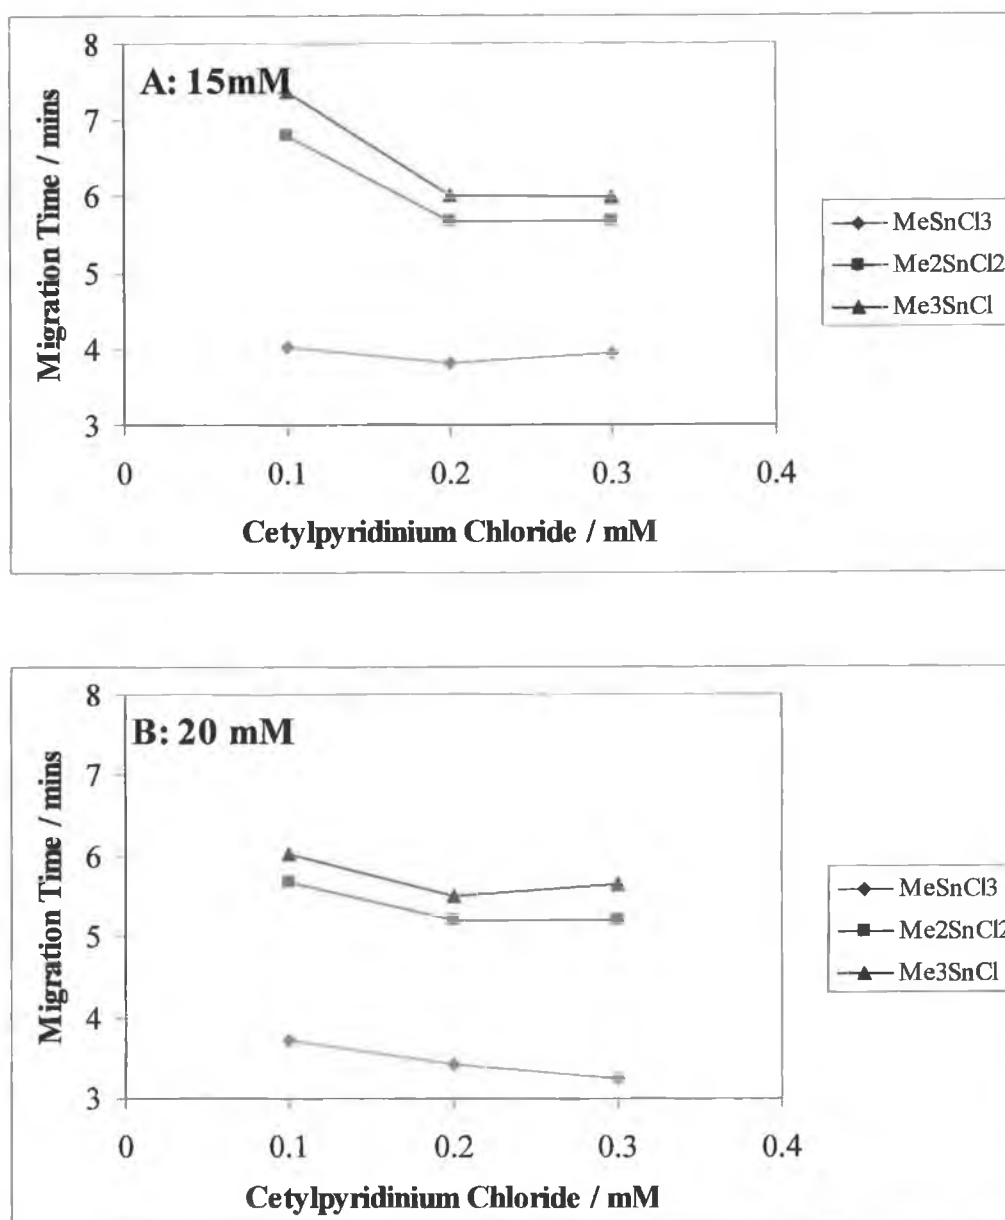 A: 15mM
Migration Time / mins
8
7
6
5
4
3
0
0.1
0.2
0.3
0.4
Cetylpyridinium Chloride / mM
MeSnCl3
Me2SnCl2
Me3SnCl
B: 20 mM
Migration Time / mins
8
7
6
5
4
3
0
0.1
0.2
0.3
0.4
Cetylpyridinium Chloride / mM
MeSnCl3
Me2SnCl2
Me3SnCl